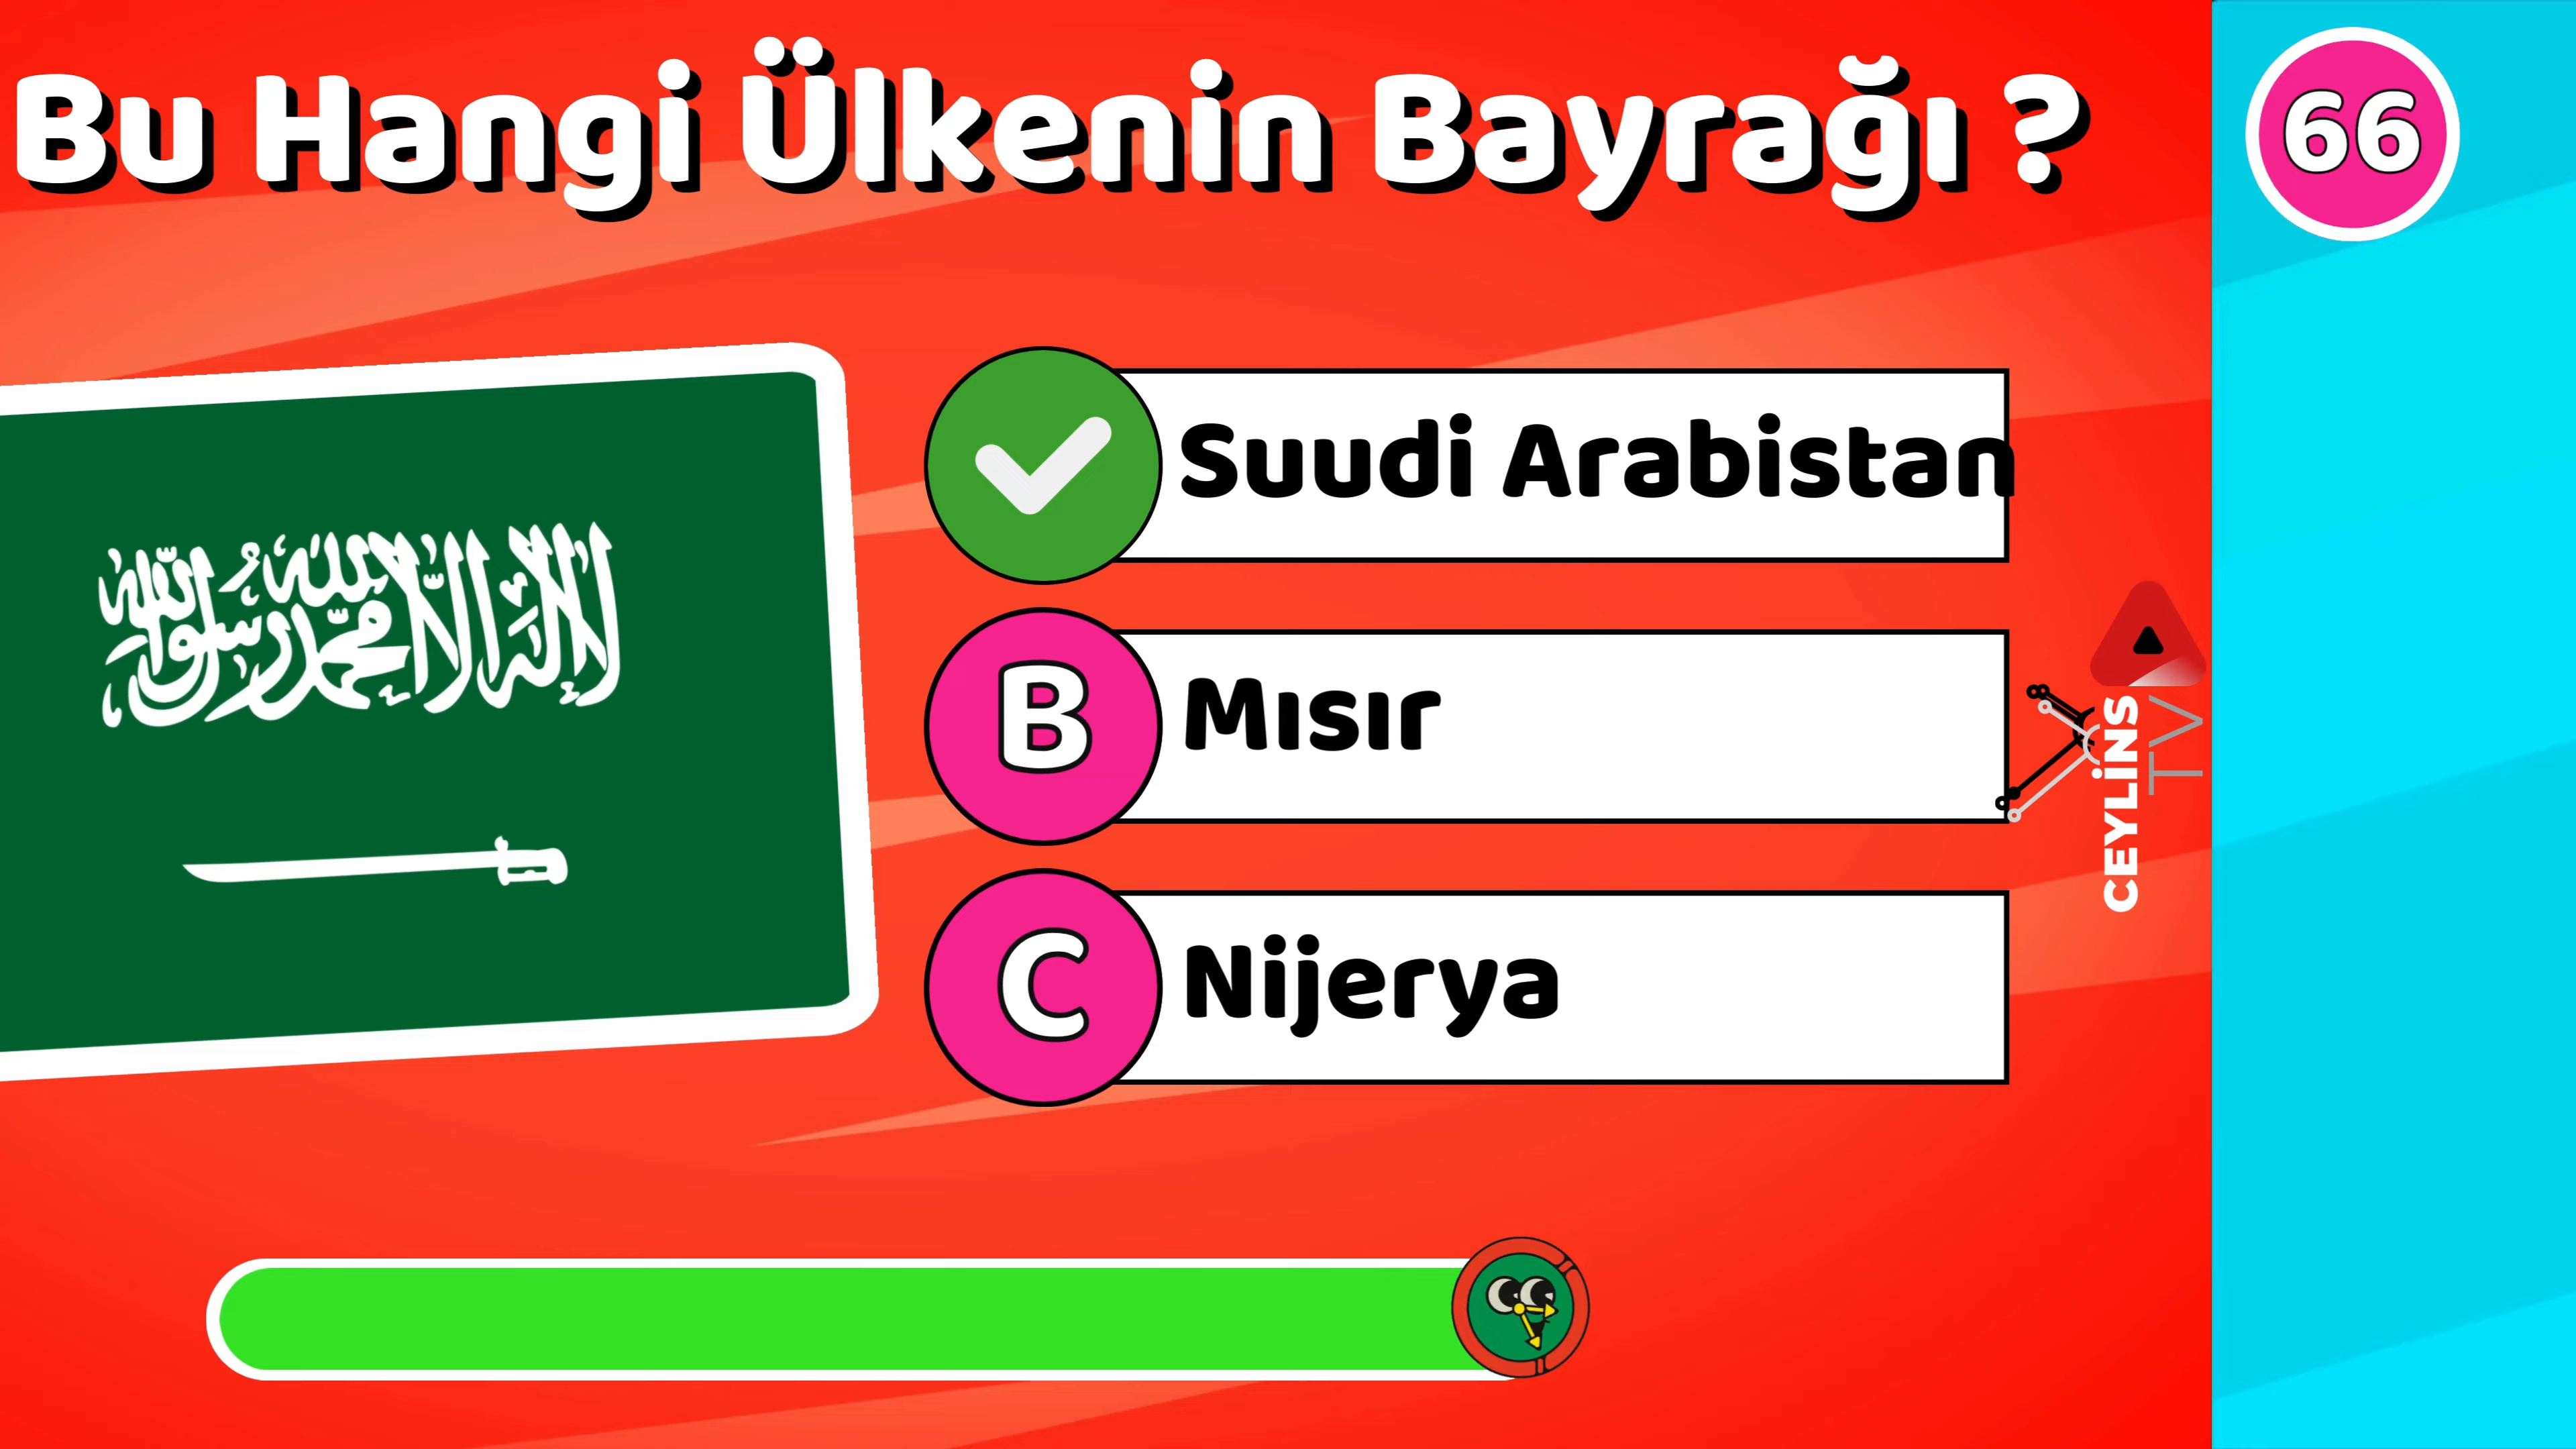 Bu Hangi Ülkenin Bayrağı ?
66
لا إله إلا الله محمد رسول الله
Suudi Arabistan
B
Mısır
C
Nijerya
CEYLİNS
TV